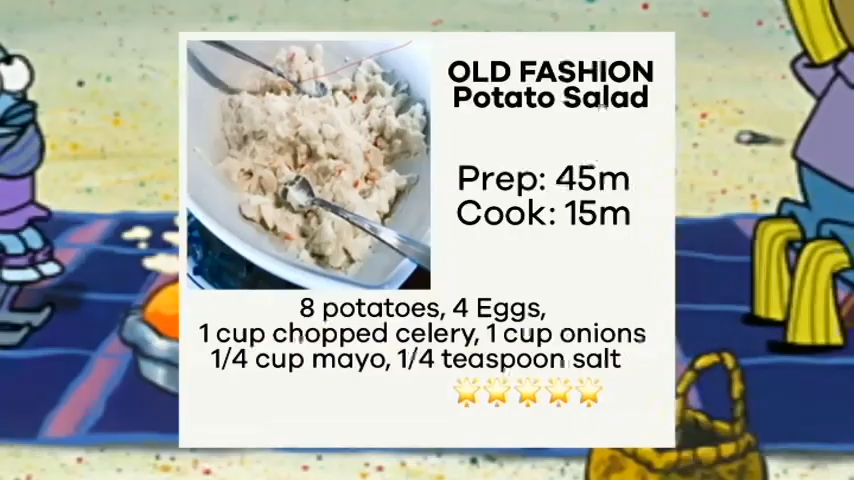 OLD FASHION
Potato Salad
Prep: 45m
Cook: 15m
8 potatoes, 4 Eggs,
1 cup chopped celery, 1 cup onions
1/4 cup mayo, 1/4 teaspoon salt